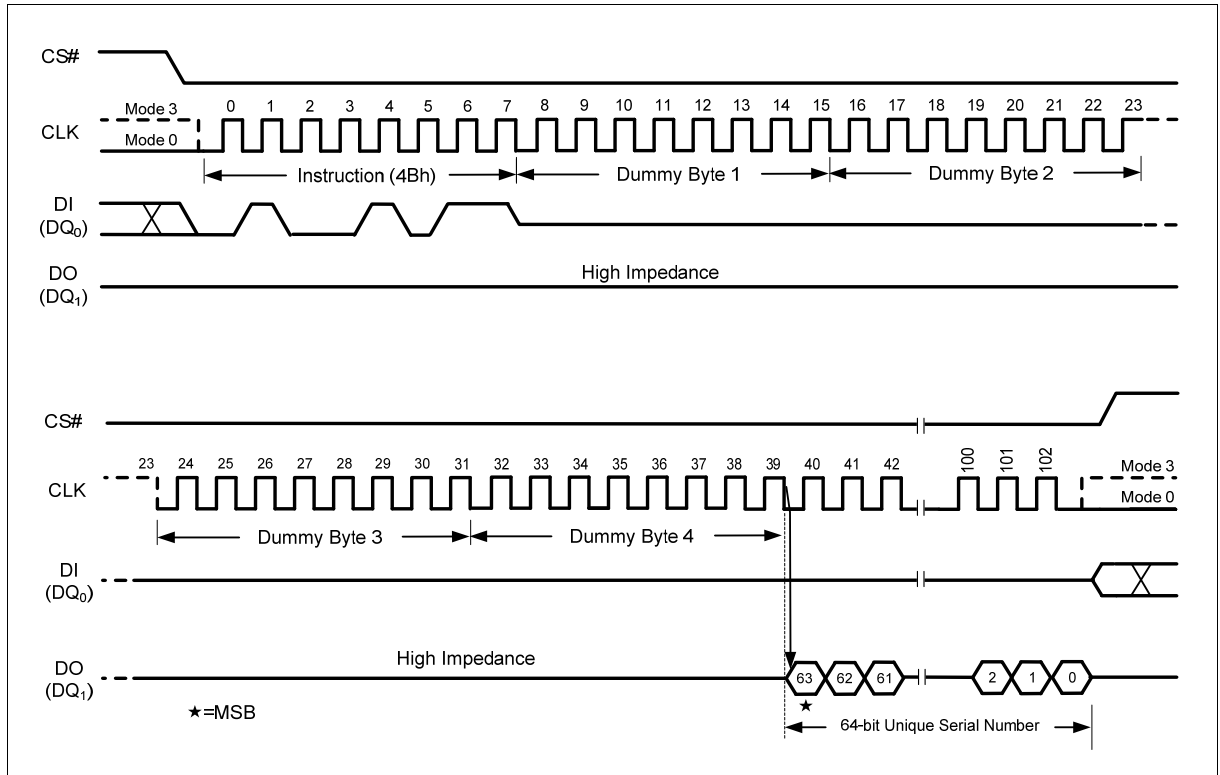 CS#
Mode 3
0 1 2 3 4 5 6 7 8 9 10 11 12 13 14 15 16 17 18 19 20 21 22 23
CLK
Mode 0
Instruction (4Bh) Dummy Byte 1 Dummy Byte 2
DI
(DQ0)
DO
(DQ1)
High Impedance
CS#
23 24 25 26 27 28 29 30 31 32 33 34 35 36 37 38 39 40 41 42 100 101 102
Mode 3
CLK
Mode 0
Dummy Byte 3 Dummy Byte 4
DI
(DQ0)
High Impedance
DO
(DQ1)
63 62 61 2 1 0
★
★=MSB
64-bit Unique Serial Number